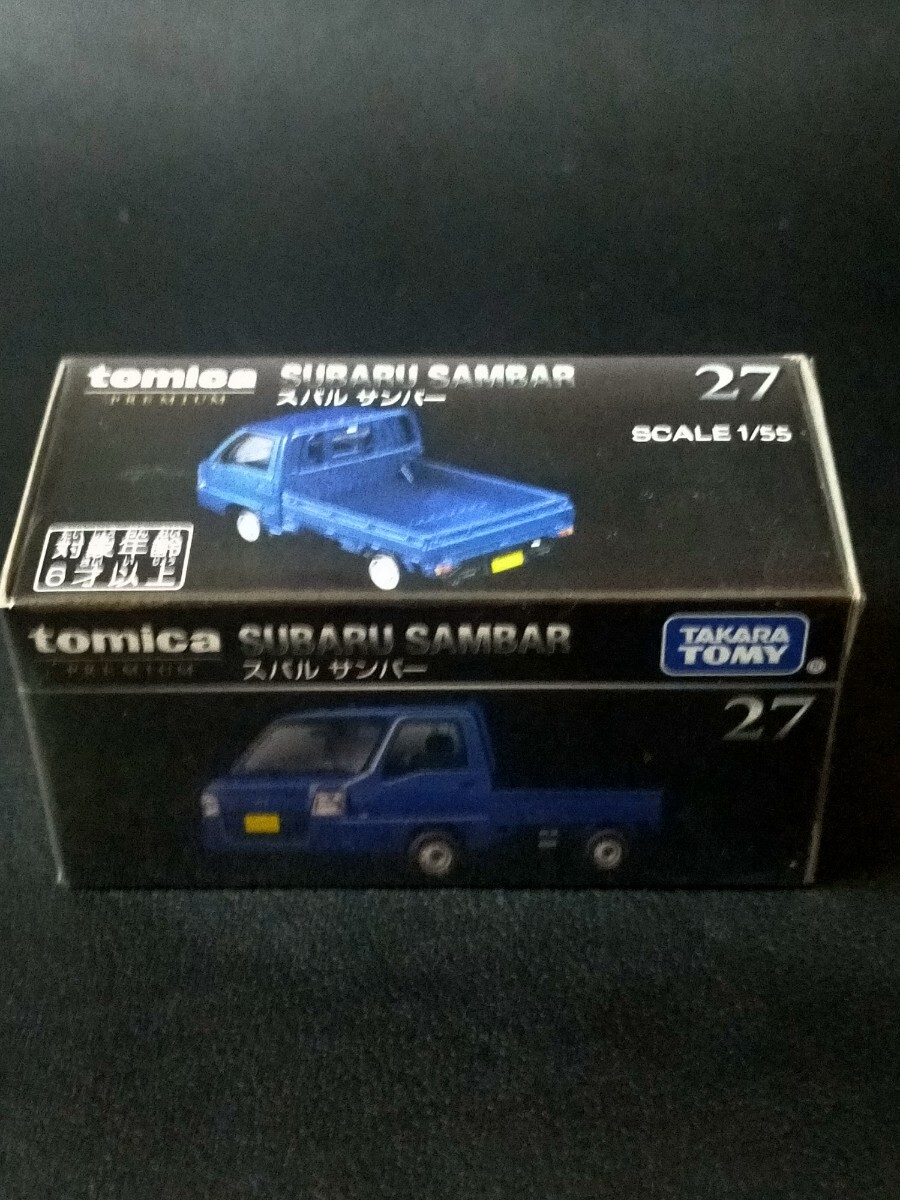 tomica
PREMIUM
SUBARU SAMBAR
スバル サンバー
27
SCALE 1/55
対象年齢
6才以上
tomica
PREMIUM
SUBARU SAMBAR
スバル サンバー
TAKARA
TOMY
27